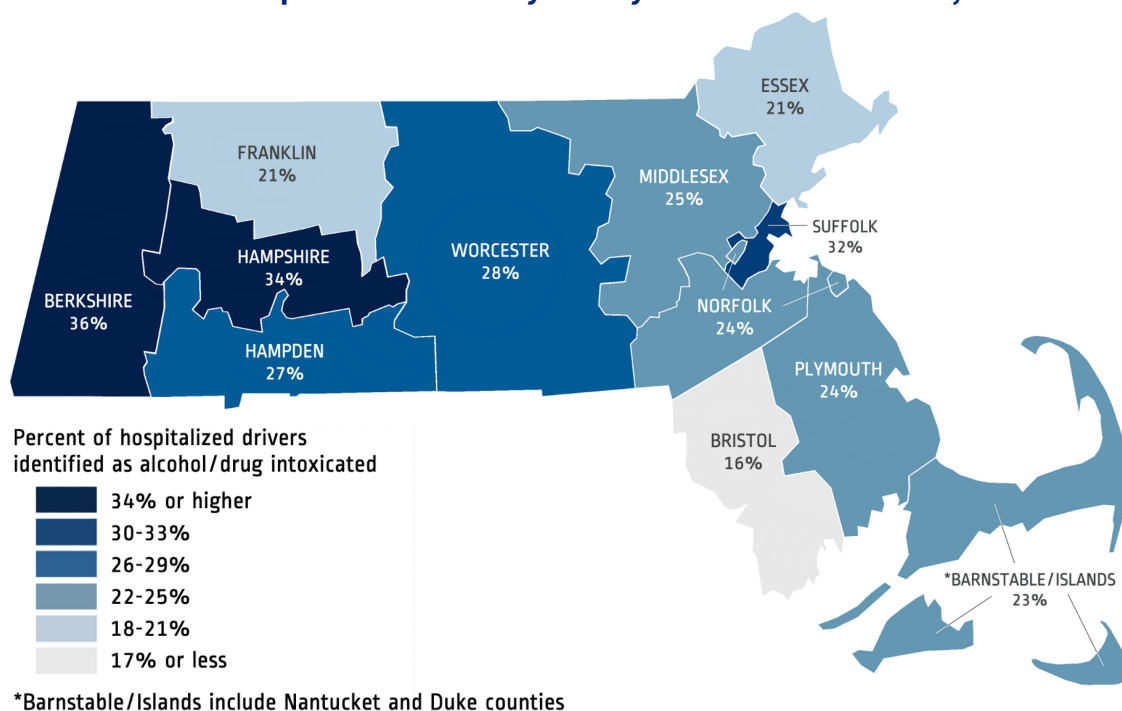 ESSEX
21%
FRANKLIN
21%
MIDDLESEX
25%
SUFFOLK
32%
WORCESTER
28%
HAMPSHIRE
34%
BERKSHIRE
36%
NORFOLK
24%
HAMPDEN
27%
PLYMOUTH
24%
BRISTOL
16%
*BARNSTABLE/ISLANDS
23%
Percent of hospitalized drivers
identified as alcohol/drug intoxicated
34% or higher
30-33%
26-29%
22-25%
18-21%
17% or less
*Barnstable/Islands include Nantucket and Duke counties